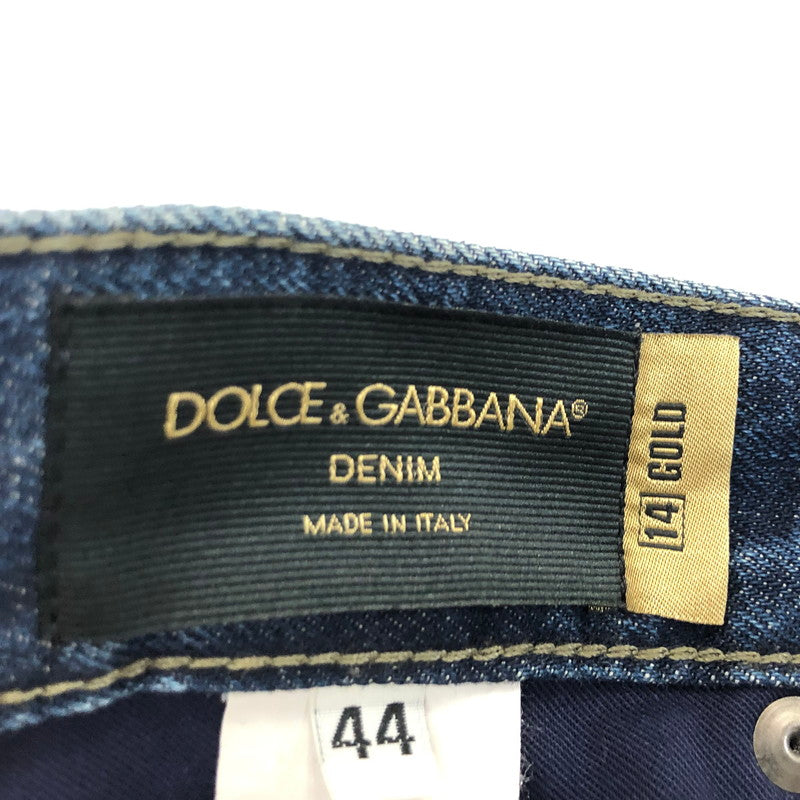 DOLCE & GABBANA®
DENIM
MADE IN ITALY
14 GOLD
44